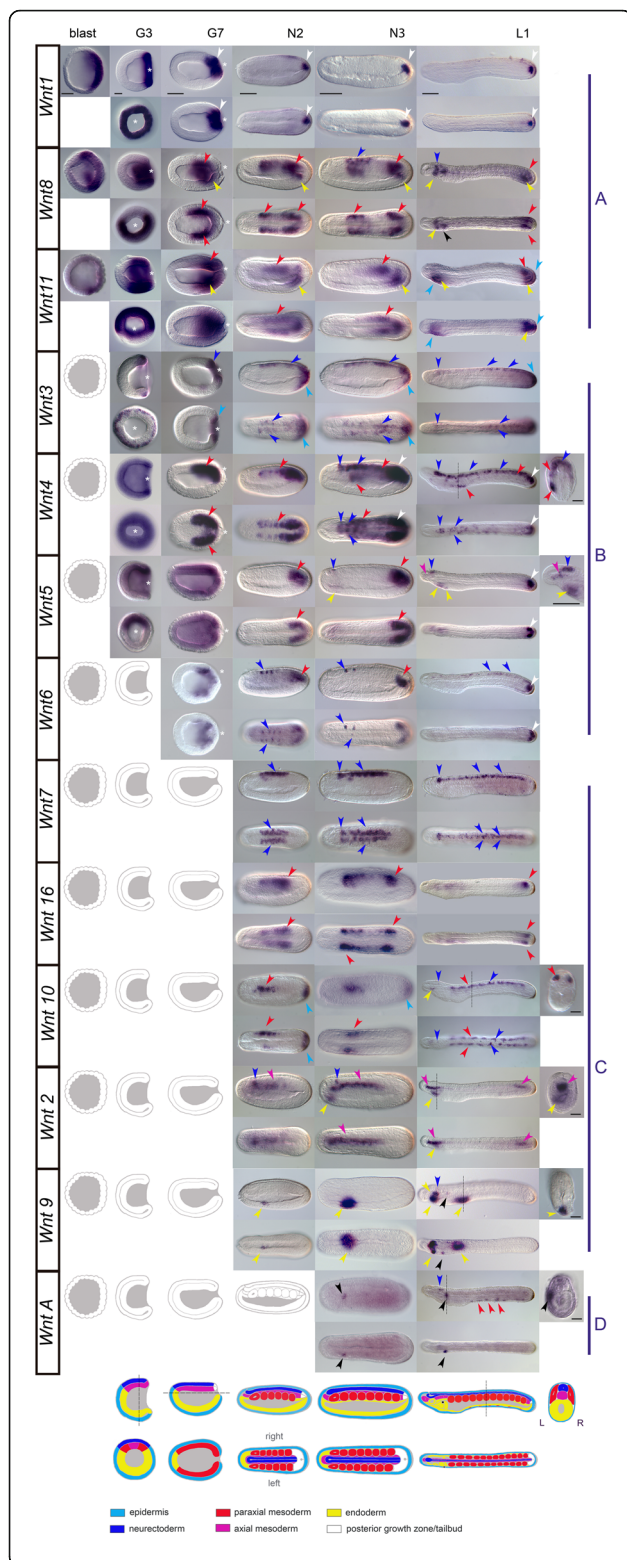 blast G3 G7 N2 N3 L1
Wnt1
Wnt8
Wnt11
A
Wnt3
Wnt4
Wnt5
Wnt6
B
Wnt7
Wnt 16
Wnt 10
Wnt 2
Wnt 9
C
Wnt A
D
right
left
L R
epidermis paraxial mesoderm endoderm
neurectoderm axial mesoderm posterior growth zone/tailbud